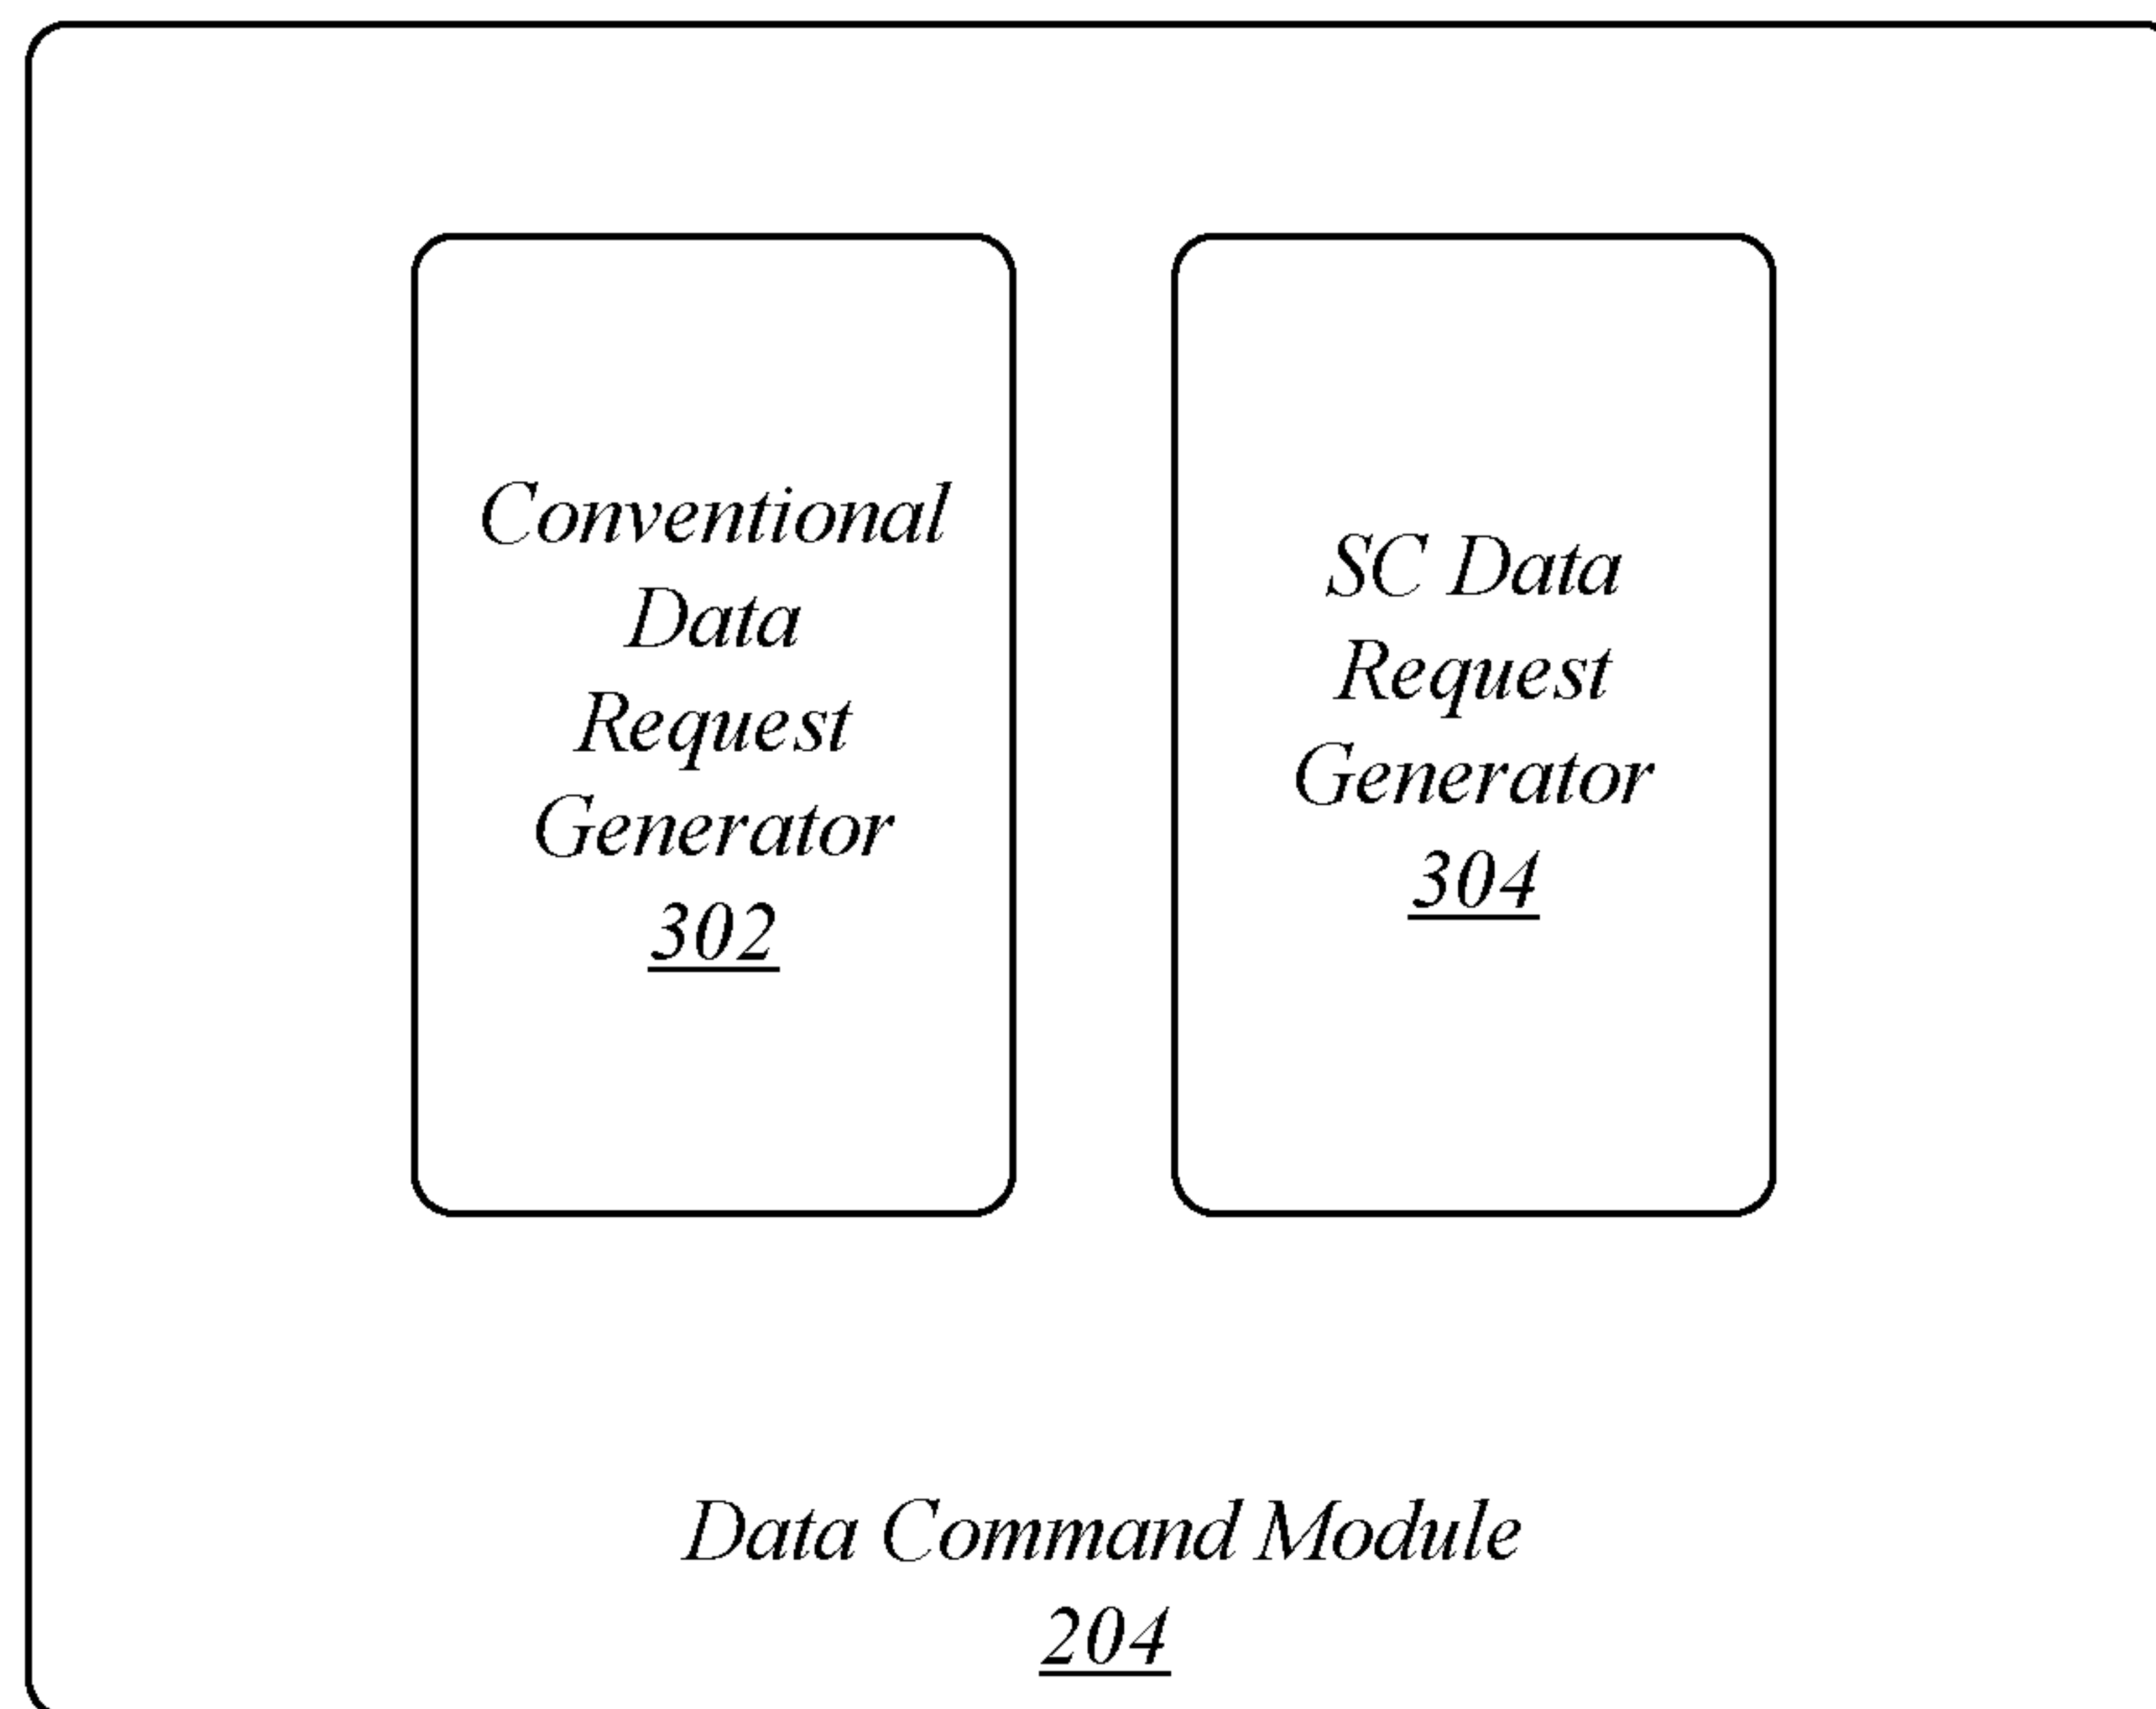 Conventional
Data
Request
Generator
302
SC Data
Request
Generator
304
Data Command Module
204